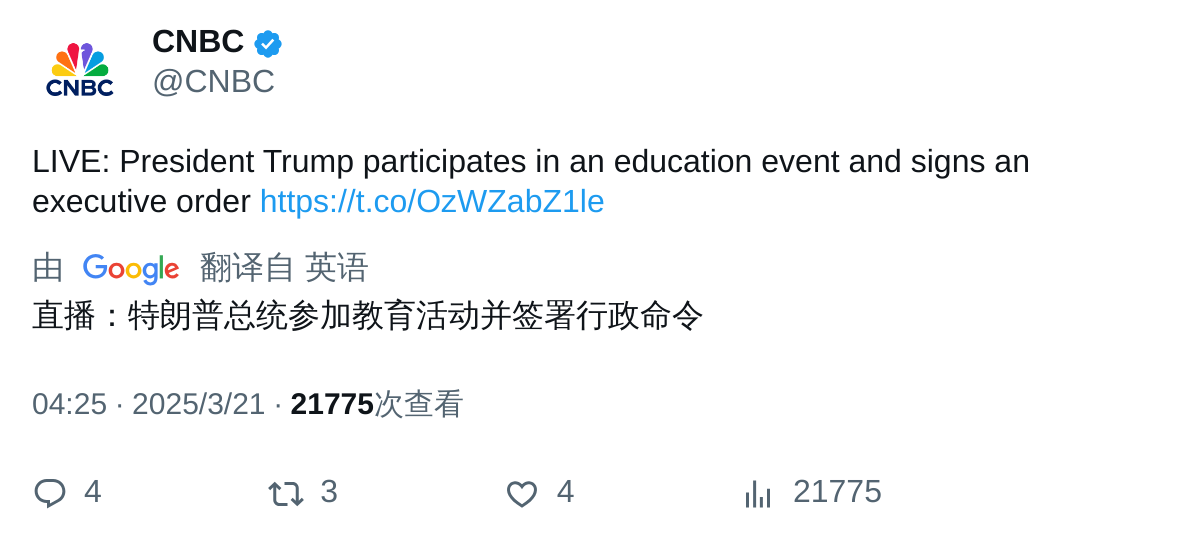 CNBC
CNBC
@CNBC
LIVE: President Trump participates in an education event and signs an
executive order https://t.co/OzWZabZ1le
由 Google 翻译自 英语
直播：特朗普总统参加教育活动并签署行政命令
04:25 · 2025/3/21 · 21775次查看
4 3 4 21775